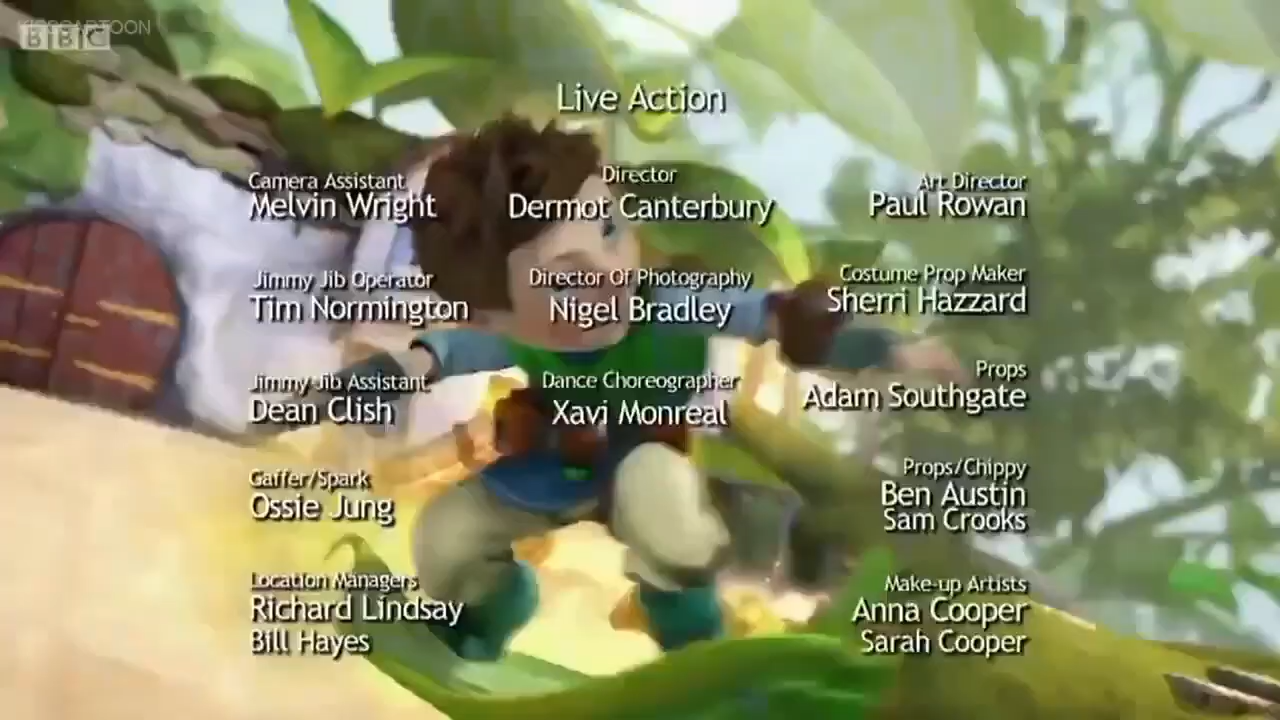 KISSCARTOON
BBC
Live Action
Camera Assistant
Melvin Wright
Jimmy Jib Operator
Tim Normington
Jimmy Jib Assistant
Dean Clish
Gaffer/Spark
Ossie Jung
Location Managers
Richard Lindsay
Bill Hayes
Director
Dermot Canterbury
Director Of Photography
Nigel Bradley
Dance Choreographer
Xavi Monreal
Art Director
Paul Rowan
Costume Prop Maker
Sherri Hazzard
Props
Adam Southgate
Props/Chippy
Ben Austin
Sam Crooks
Make-up Artists
Anna Cooper
Sarah Cooper